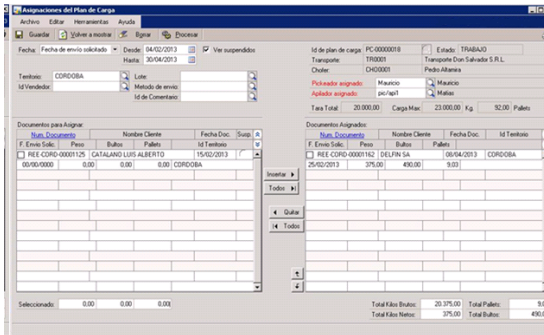 Asignaciones del Plan de Carga
Archivo Editar Herramientas Ayuda
Guardar Volver a mostrar Borrar Procesar
Fecha: Fecha de envío solicitado Desde 04/02/2013 Ver suspendidos
Hasta: 30/04/2013
Territorio: CORDOBA Lote:
Id Vendedor: Metodo de envio:
Id de Comentario:
Id de plan de carga: PC-00000018 Estado: TRABAJO
Transporte: TR0001 Transporte Don Salvador S.R.L.
Chofer: CHO0001 Pedro Altamira
Pickeador asignado: Mauricio Mauricio
Apilador asignado: pic/api1 Matias
Tara Total: 20.000,00 Carga Max: 23.000,00 Kg. 92,00 Pallets
Documentos para Asignar:
Num. Documento Nombre Cliente Fecha Doc. Susp.
F. Envio Solic. Peso Bultos Pallets Id Territorio
REE-CORD-00001125 CATALANO LUIS ALBERTO 15/02/2013
00/00/0000 0,00 0,00 0,00 CORDOBA
Insertar
Todos
Quitar
Todos
Documentos Asignados:
Num. Documento Nombre Cliente Fecha Doc. Id Territorio
F. Envio Solic. Peso Bultos Pallets
REE-CORD-00001162 DELFIN SA 08/04/2013 CORDOBA
25/02/2013 375,00 490,00 9,03
Seleccionado: 0,00 0,00 0,00
Total Kilos Brutos: 20.375,00 Total Pallets: 9,0
Total Kilos Netos: 375,00 Total Bultos: 490,0